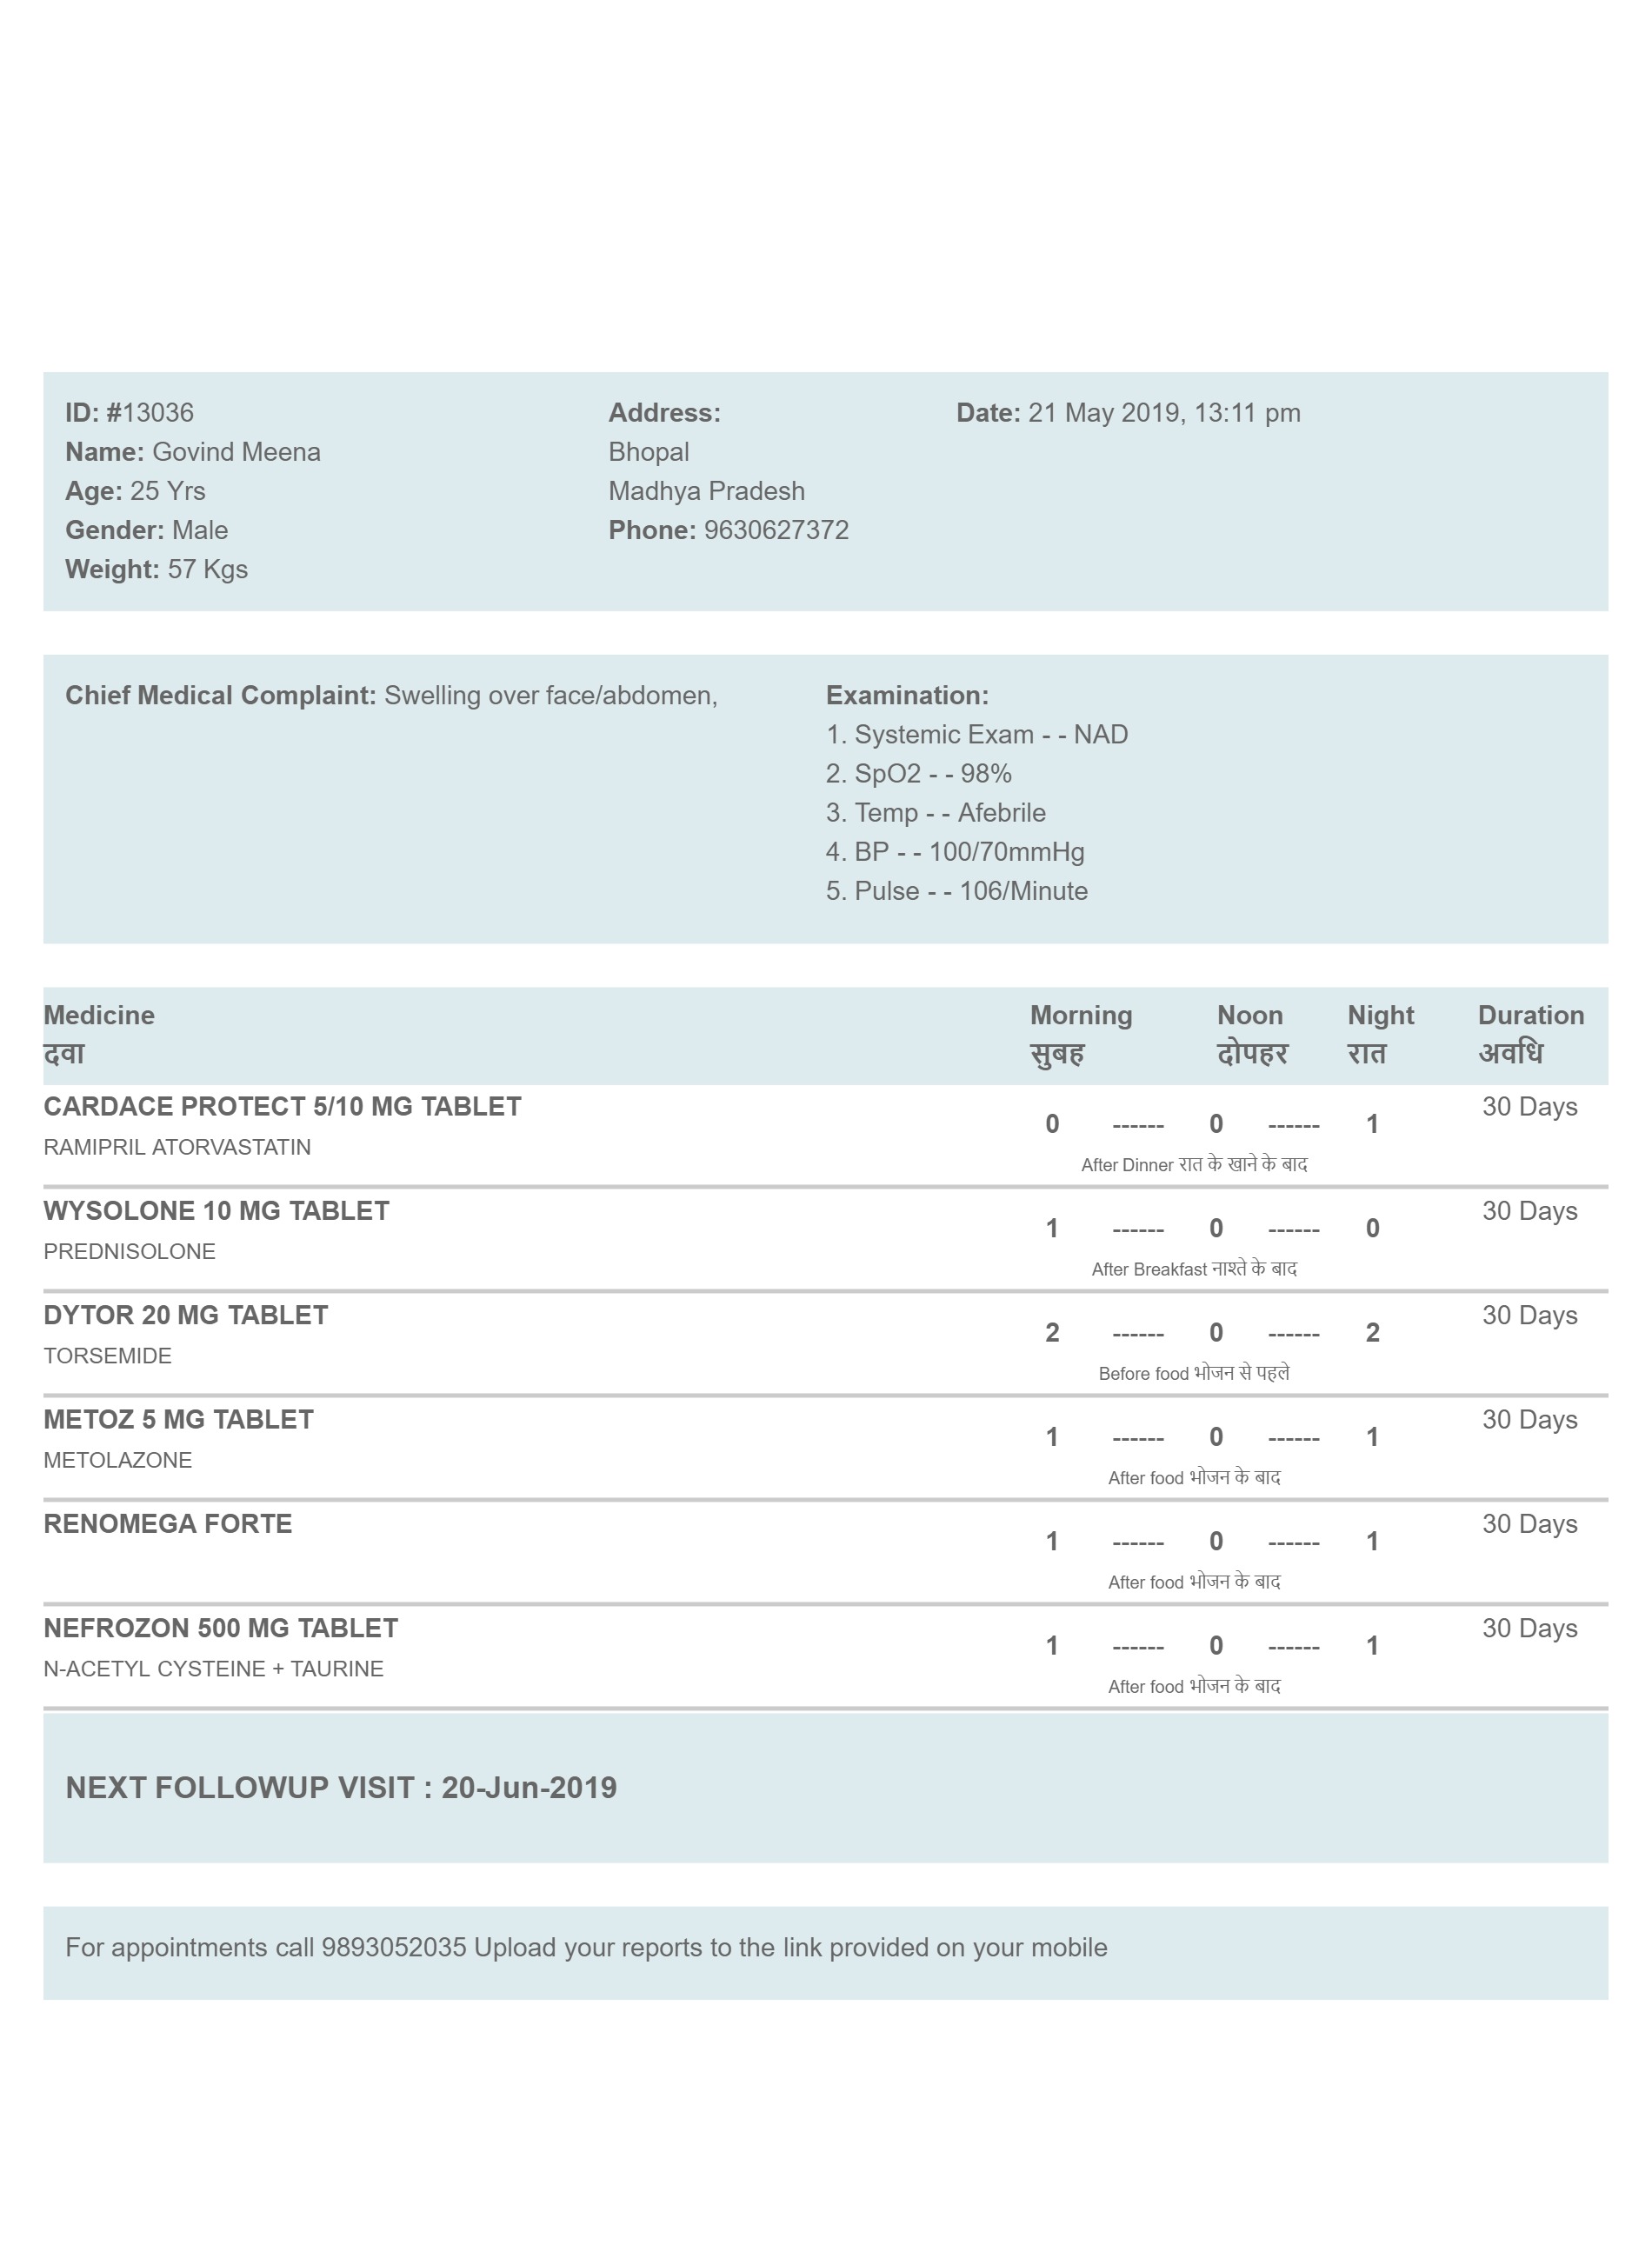 ID: #13036
Name: Govind Meena
Age: 25 Yrs
Gender: Male
Weight: 57 Kgs
Address:
Bhopal
Madhya Pradesh
Phone: 9630627372
Date: 21 May 2019, 13:11 pm
Chief Medical Complaint: Swelling over face/abdomen,
Examination:
1. Systemic Exam - - NAD
2. SpO2 - - 98%
3. Temp - - Afebrile
4. BP - - 100/70mmHg
5. Pulse - - 106/Minute
Medicine Morning Noon Night Duration
दवा सुबह दोपहर रात अवधि
CARDACE PROTECT 5/10 MG TABLET 30 Days
0 ------ 0 ------ 1
RAMIPRIL ATORVASTATIN
After Dinner रात के खाने के बाद
WYSOLONE 10 MG TABLET 30 Days
1 ------ 0 ------ 0
PREDNISOLONE
After Breakfast नाश्ते के बाद
DYTOR 20 MG TABLET 30 Days
2 ------ 0 ------ 2
TORSEMIDE
Before food भोजन से पहले
METOZ 5 MG TABLET 30 Days
1 ------ 0 ------ 1
METOLAZONE
After food भोजन के बाद
RENOMEGA FORTE 30 Days
1 ------ 0 ------ 1
After food भोजन के बाद
NEFROZON 500 MG TABLET 30 Days
1 ------ 0 ------ 1
N-ACETYL CYSTEINE + TAURINE
After food भोजन के बाद
NEXT FOLLOWUP VISIT : 20-Jun-2019
For appointments call 9893052035 Upload your reports to the link provided on your mobile